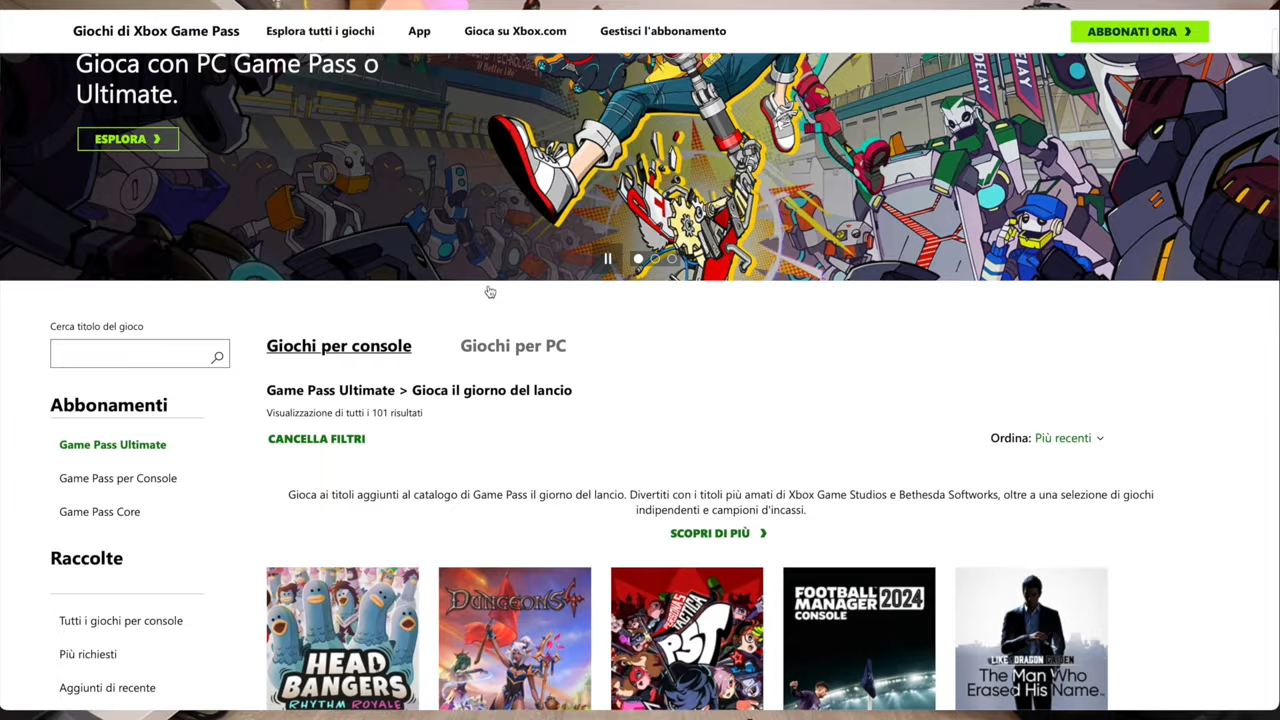 Giochi di Xbox Game Pass
Esplora tutti i giochi
App
Gioca su Xbox.com
Gestisci l'abbonamento
ABBONATI ORA
Gioca con PC Game Pass o
Ultimate.
ESPLORA
Cerca titolo del gioco
Abbonamenti
Game Pass Ultimate
Game Pass per Console
Game Pass Core
Raccolte
Tutti i giochi per console
Più richiesti
Aggiunti di recente
Giochi per console
Giochi per PC
Game Pass Ultimate > Gioca il giorno del lancio
Visualizzazione di tutti i 101 risultati
CANCELLA FILTRI
Ordina: Più recenti
Gioca ai titoli aggiunti al catalogo di Game Pass il giorno del lancio. Divertiti con i titoli più amati di Xbox Game Studios e Bethesda Softworks, oltre a una selezione di giochi
indipendenti e campioni d'incassi.
SCOPRI DI PIÙ
HEAD
BANGERS
RHYTHM ROYALE
DUNGEONS 4
TACTICA
FOOTBALL
MANAGER 2024
CONSOLE
LIKE A DRAGON GAIDEN
The Man Who
Erased His Name